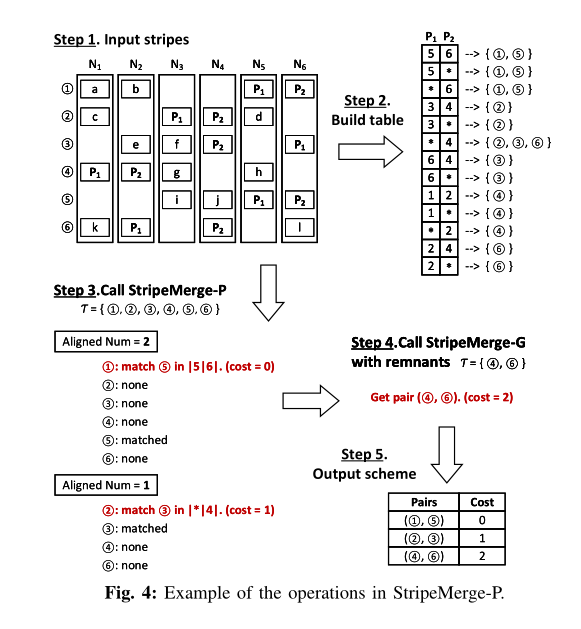 Step 1. Input stripes
N₁ N₂ N₃ N₄ N₅ N₆
① a b P₁ P₂
② c P₁ P₂ d
③ e f P₂ P₁
④ P₁ P₂ g h
⑤ i j P₁ P₂
⑥ k P₁ P₂ l
Step 2.
Build table
P₁ P₂
5 6 --> { ①, ⑤ }
5 * --> { ①, ⑤ }
* 6 --> { ①, ⑤ }
3 4 --> { ② }
3 * --> { ② }
* 4 --> { ②, ③, ⑥ }
6 4 --> { ③ }
6 * --> { ③ }
1 2 --> { ④ }
1 * --> { ④ }
* 2 --> { ④ }
2 4 --> { ⑥ }
2 * --> { ⑥ }
Step 3.Call StripeMerge-P
𝒯 = { ①, ②, ③, ④, ⑤, ⑥ }
Aligned Num = 2
①: match ⑤ in |5|6|. (cost = 0)
②: none
③: none
④: none
⑤: matched
⑥: none
Aligned Num = 1
②: match ③ in |*|4|. (cost = 1)
③: matched
④: none
⑥: none
Step 4.Call StripeMerge-G
with remnants 𝒯 = { ④, ⑥ }
Get pair (④, ⑥). (cost = 2)
Step 5.
Output scheme
Pairs Cost
(①, ⑤) 0
(②, ③) 1
(④, ⑥) 2
Fig. 4: Example of the operations in StripeMerge-P.